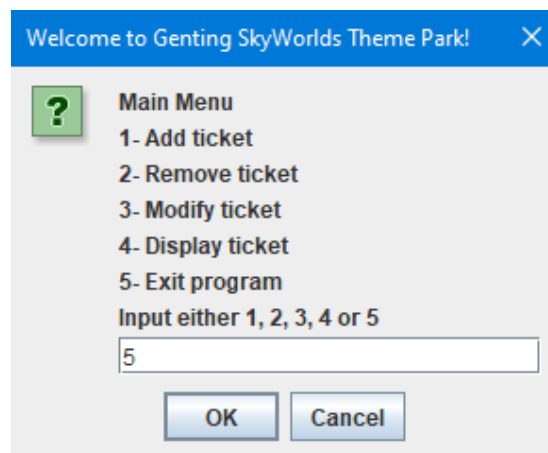 Welcome to Genting SkyWorlds Theme Park!
?
Main Menu
1- Add ticket
2- Remove ticket
3- Modify ticket
4- Display ticket
5- Exit program
Input either 1, 2, 3, 4 or 5
5
OK Cancel